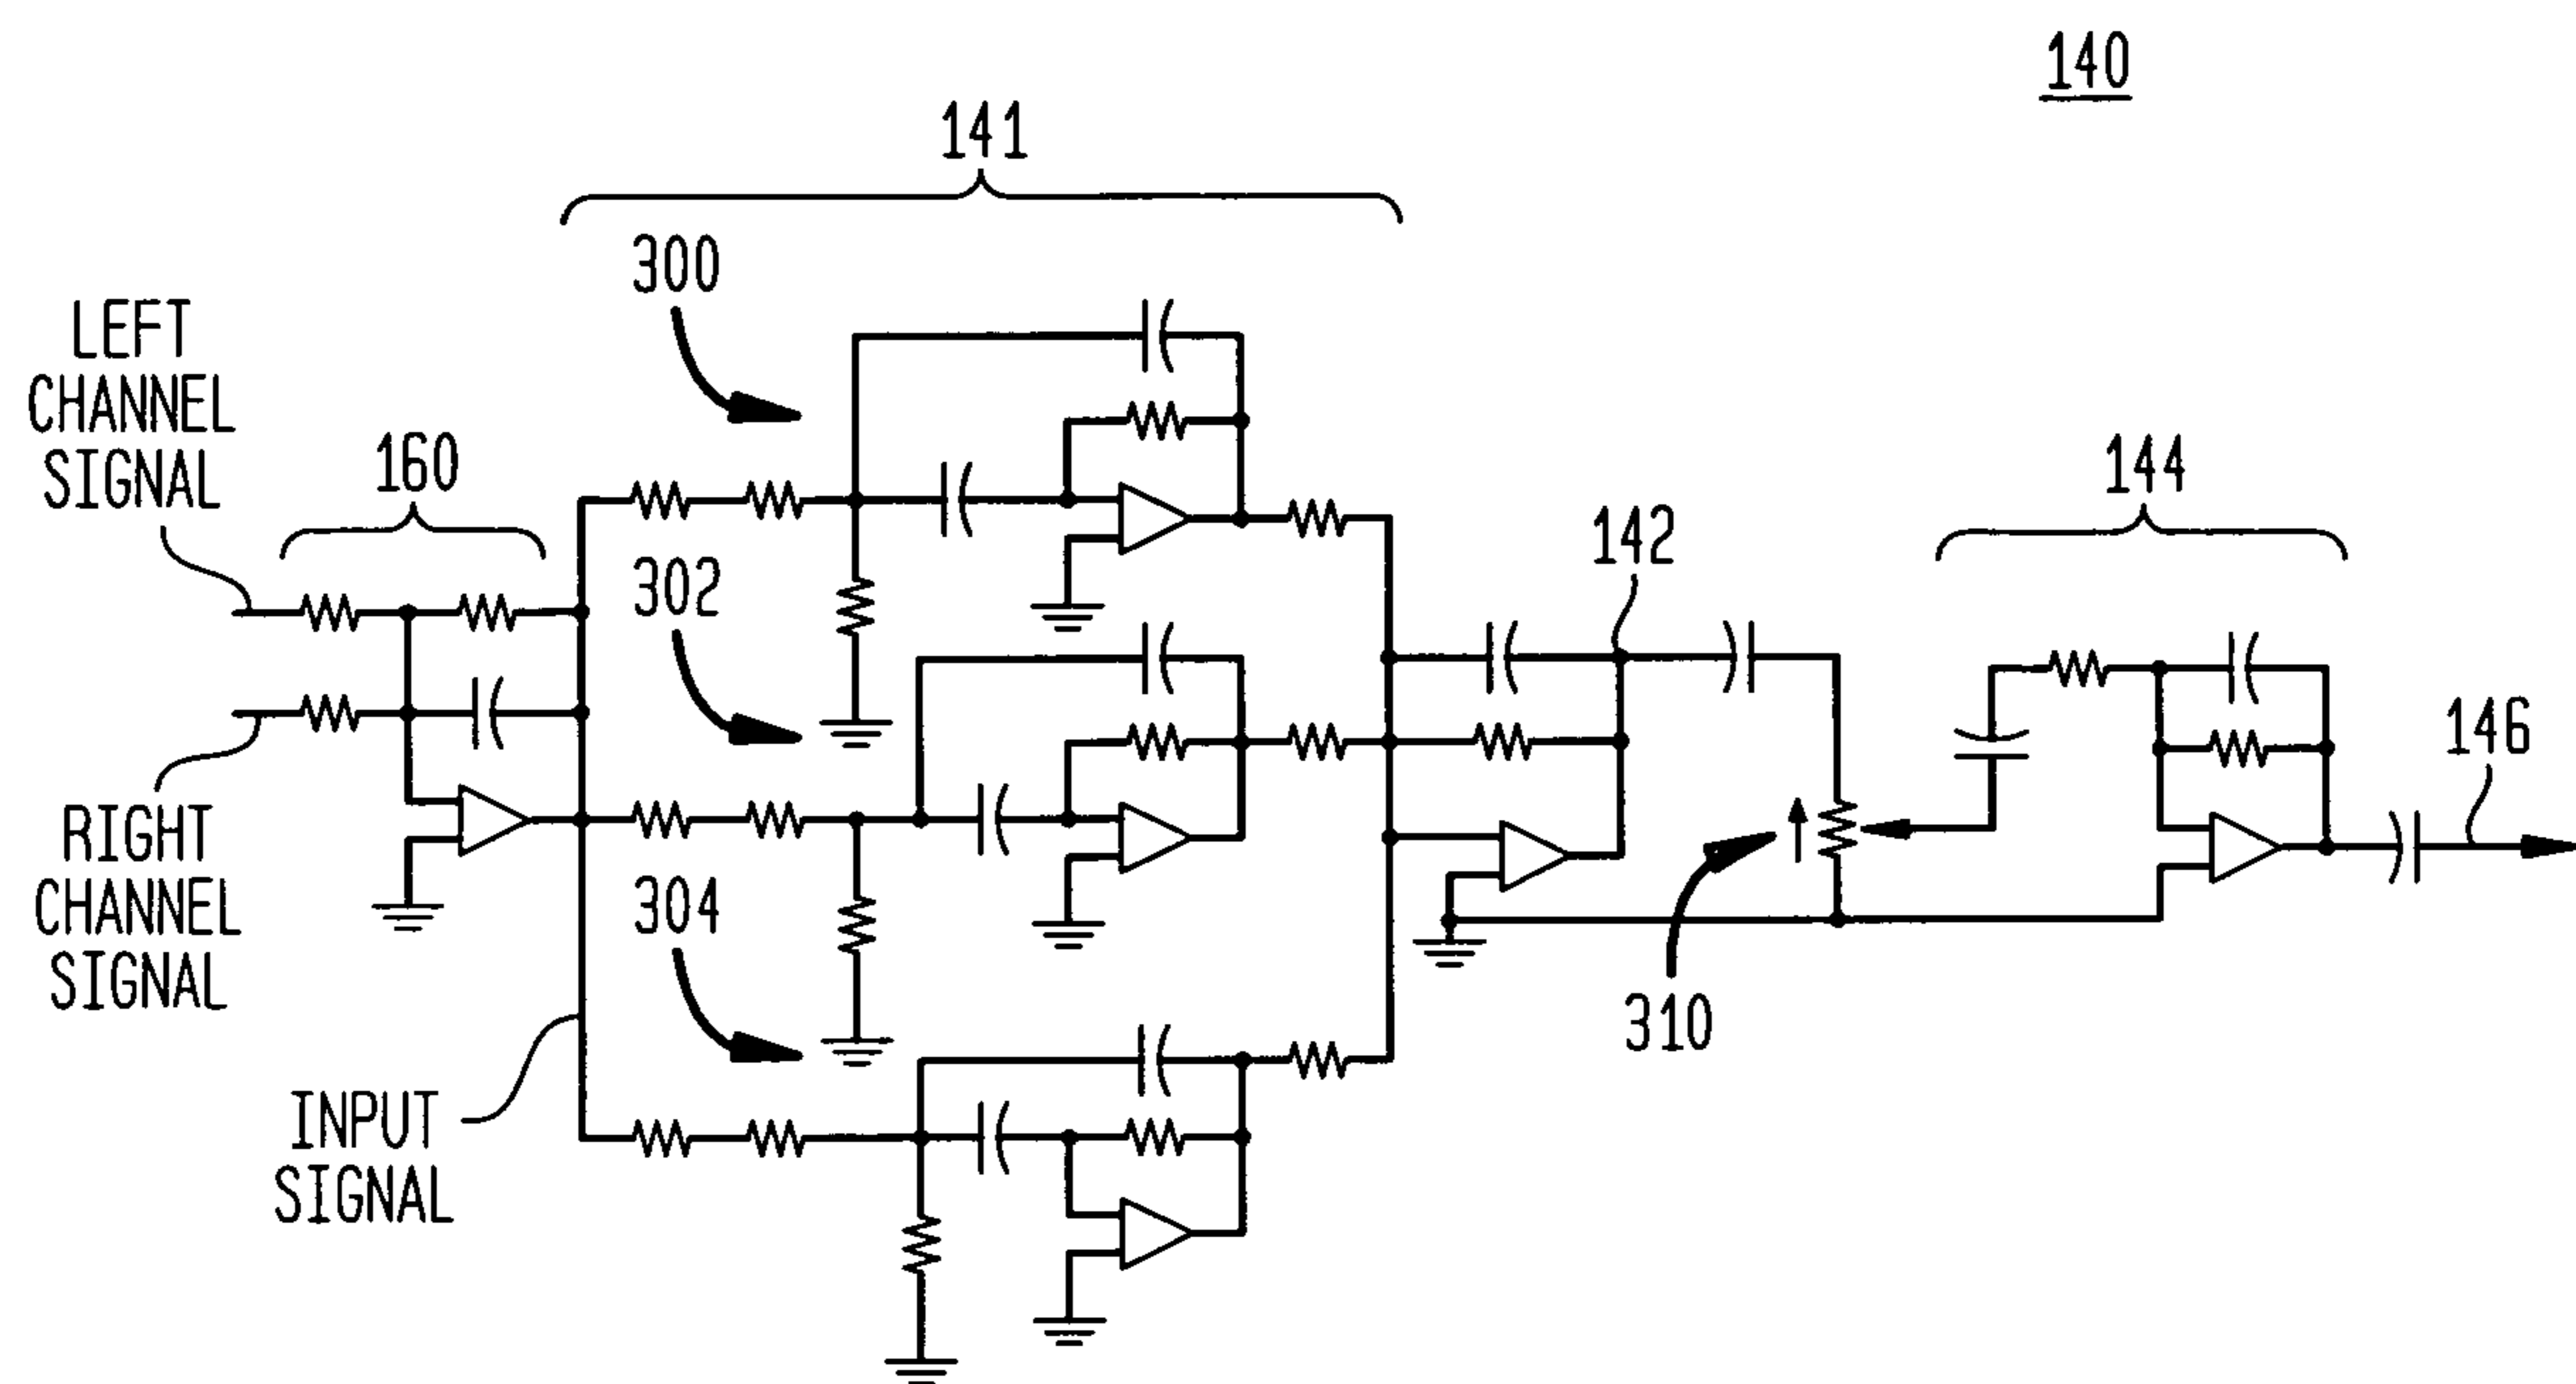 140
141
300
LEFT
CHANNEL
SIGNAL
160
144
142
302
146
RIGHT
CHANNEL
SIGNAL
304
310
INPUT
SIGNAL